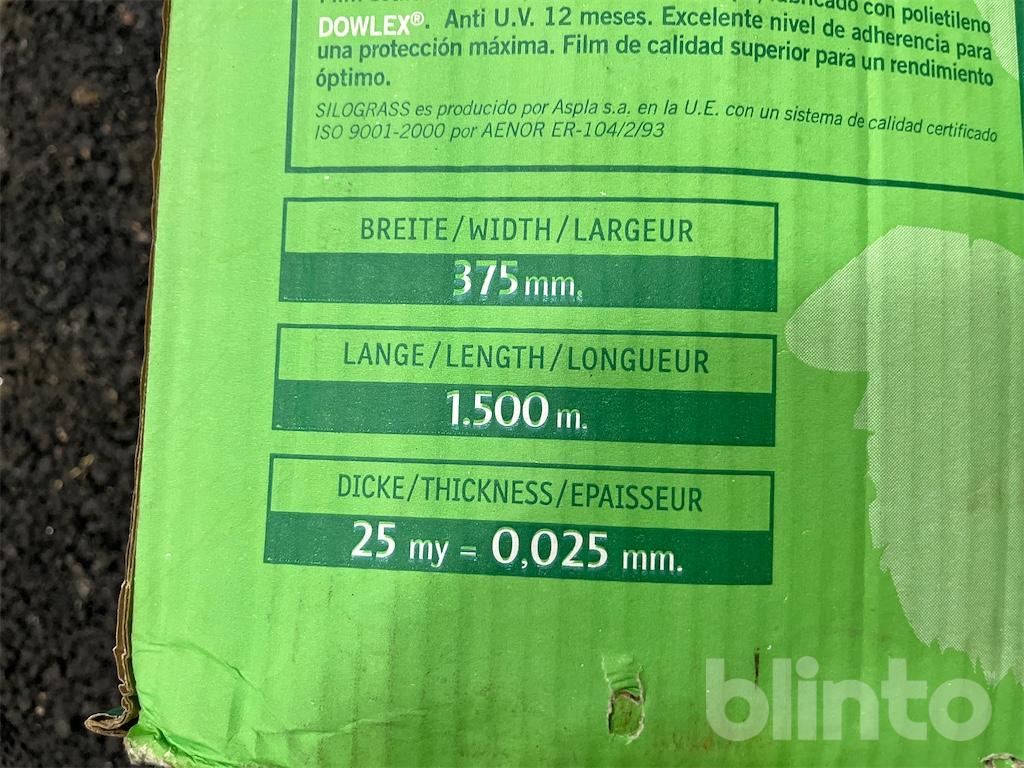 con polietileno
DOWLEX®. Anti U.V. 12 meses. Excelente nivel de adherencia para
una protección máxima. Film de calidad superior para un rendimiento
óptimo.
SILOGRASS es producido por Aspla s.a. en la U.E. con un sistema de calidad certificado
ISO 9001-2000 por AENOR ER-104/2/93
BREITE/WIDTH/LARGEUR
375 mm.
LANGE/LENGTH/LONGUEUR
1.500 m.
DICKE/THICKNESS/EPAISSEUR
25 my = 0,025 mm.
blinto